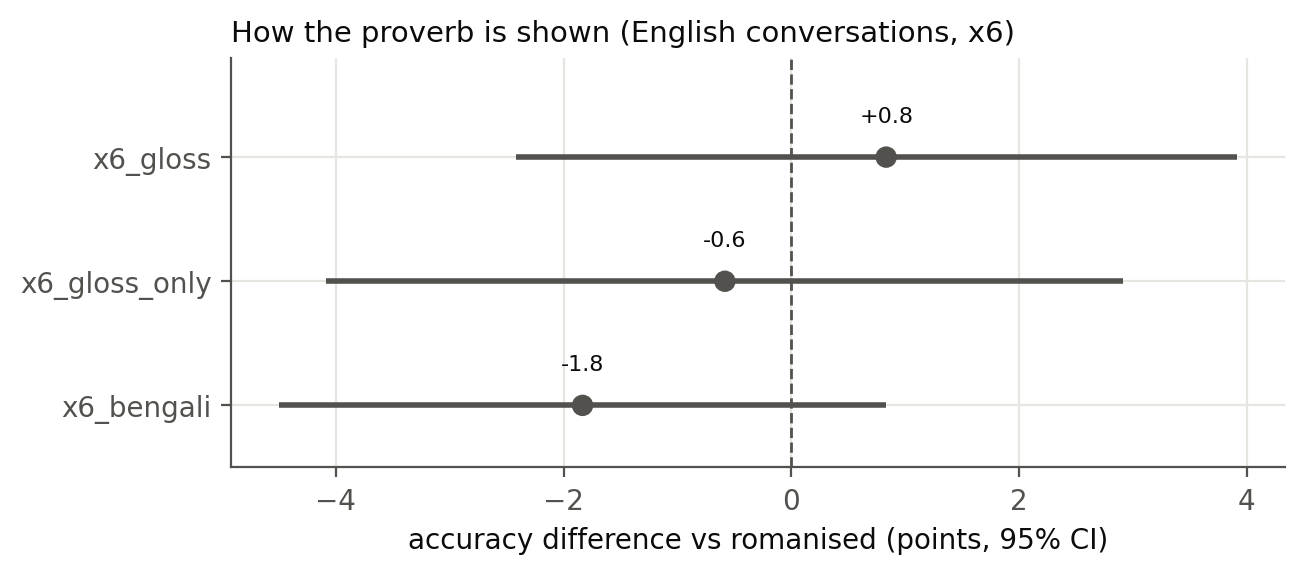 How the proverb is shown (English conversations, x6)
+0.8
x6_gloss
-0.6
x6_gloss_only
-1.8
x6_bengali
−4 −2 0 2 4
accuracy difference vs romanised (points, 95% CI)